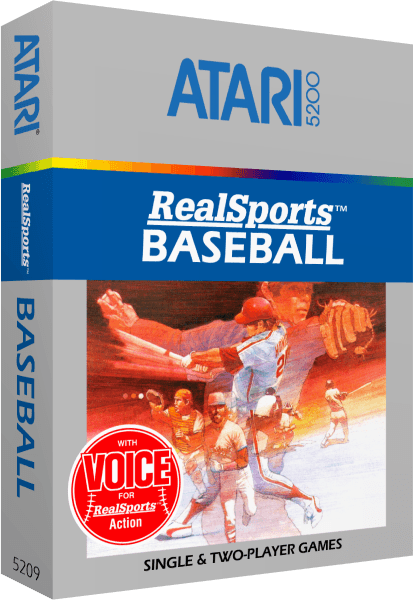 ATARI 5200
RealSports™
BASEBALL
WITH
VOICE
FOR
RealSports
Action
SINGLE & TWO-PLAYER GAMES
ATARI®
RealSports™
BASEBALL
5209